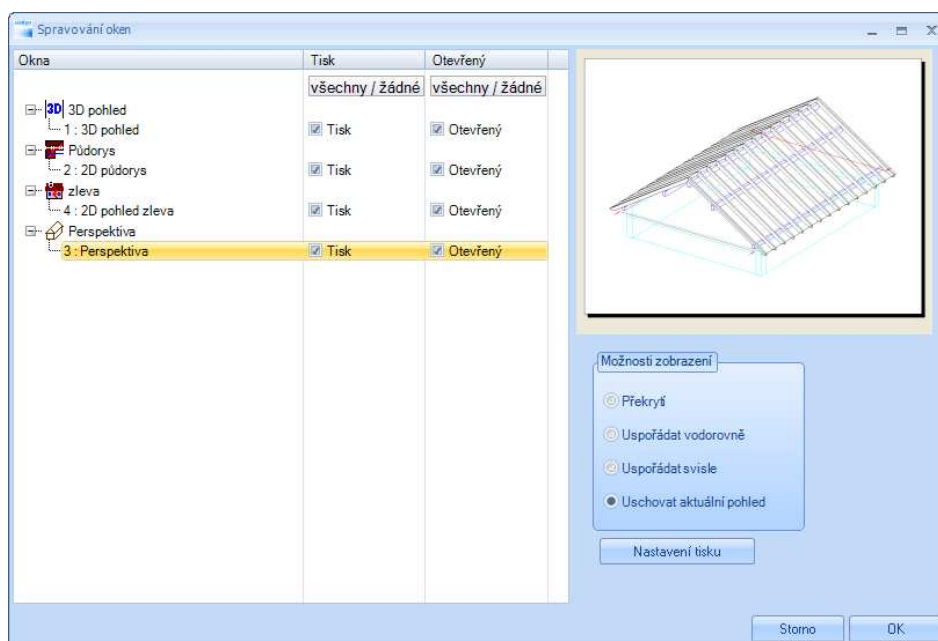 Spravování oken
Okna Tisk Otevřený
všechny / žádné všechny / žádné
3D 3D pohled
1 : 3D pohled Tisk Otevřený
Půdorys
2 : 2D půdorys Tisk Otevřený
zleva
4 : 2D pohled zleva Tisk Otevřený
Perspektiva
3 : Perspektiva Tisk Otevřený
Možnosti zobrazení
Překrytí
Uspořádat vodorovně
Uspořádat svisle
Uschovat aktuální pohled
Nastavení tisku
Storno OK